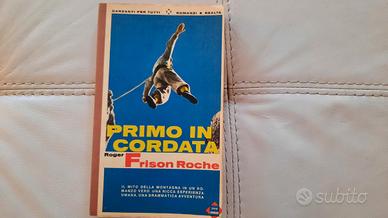 GARZANTI PER TUTTI ROMANZI E REALTÀ
PRIMO IN
CORDATA
Roger
Frison Roche
IL MITO DELLA MONTAGNA IN UN RO-
MANZO VERO UNA RICCA ESPERIENZA
UMANA, UNA DRAMMATICA AVVENTURA
subito